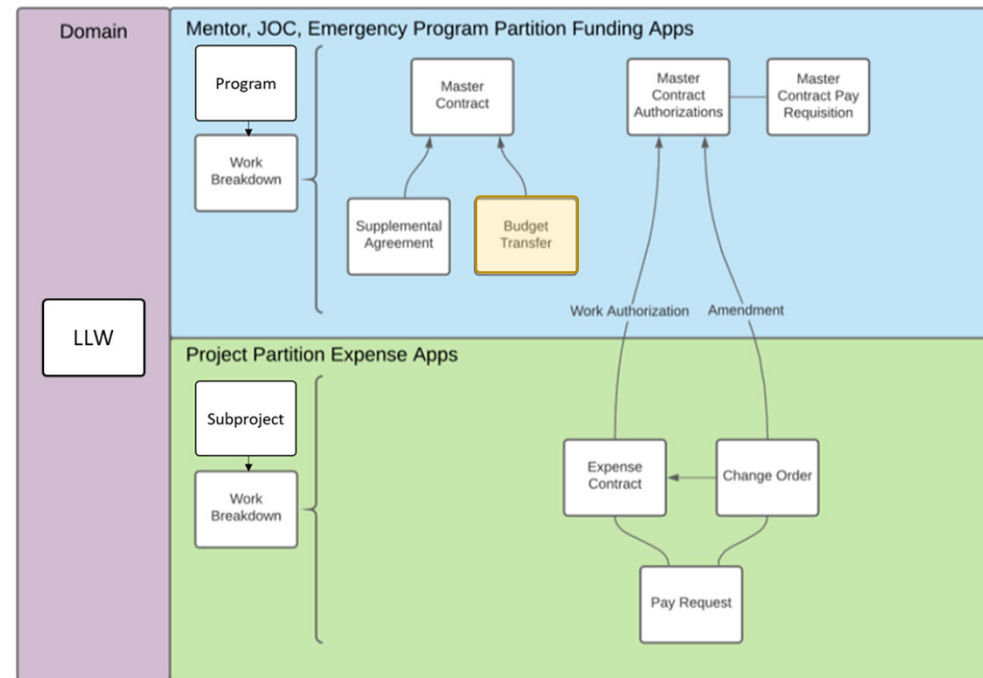 Domain
LLW
Mentor, JOC, Emergency Program Partition Funding Apps
Program
Work
Breakdown
Master
Contract
Supplemental
Agreement
Budget
Transfer
Master
Contract
Authorizations
Master
Contract Pay
Requisition
Work Authorization
Amendment
Project Partition Expense Apps
Subproject
Work
Breakdown
Expense
Contract
Change Order
Pay Request